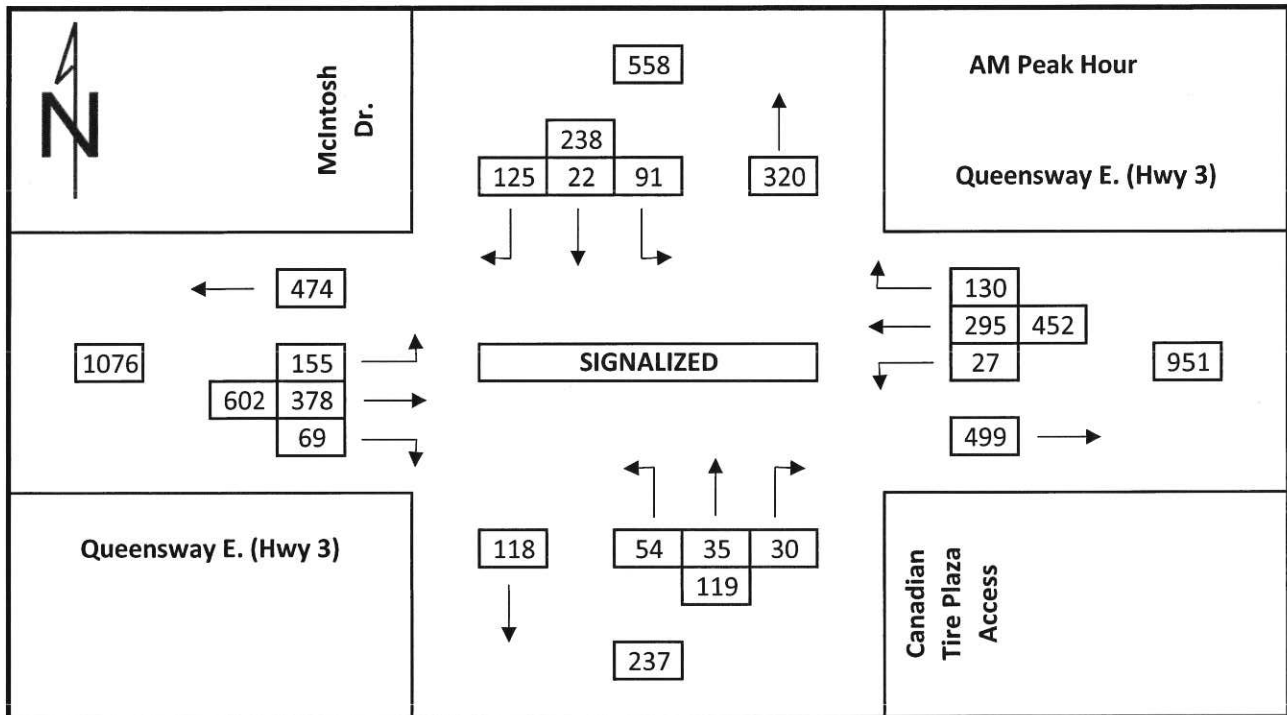 558
AM Peak Hour
N
McIntosh
Dr.
238
125 22 91
320
Queensway E. (Hwy 3)
474
130
295 452
27
1076
155
602 378
69
SIGNALIZED
951
499
Queensway E. (Hwy 3)
118
54 35 30
119
237
Canadian
Tire Plaza
Access